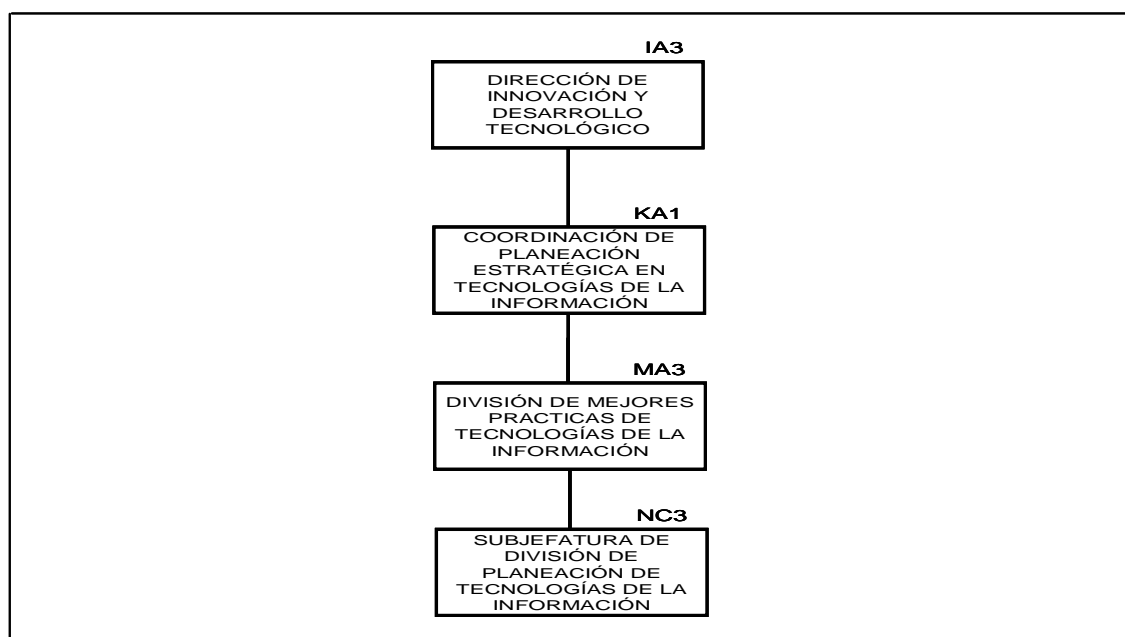 IA3
DIRECCIÓN DE
INNOVACIÓN Y
DESARROLLO
TECNOLÓGICO
KA1
COORDINACIÓN DE
PLANEACIÓN
ESTRATÉGICA EN
TECNOLOGÍAS DE LA
INFORMACIÓN
MA3
DIVISIÓN DE MEJORES
PRACTICAS DE
TECNOLOGÍAS DE LA
INFORMACIÓN
NC3
SUBJEFATURA DE
DIVISIÓN DE
PLANEACIÓN DE
TECNOLOGÍAS DE LA
INFORMACIÓN